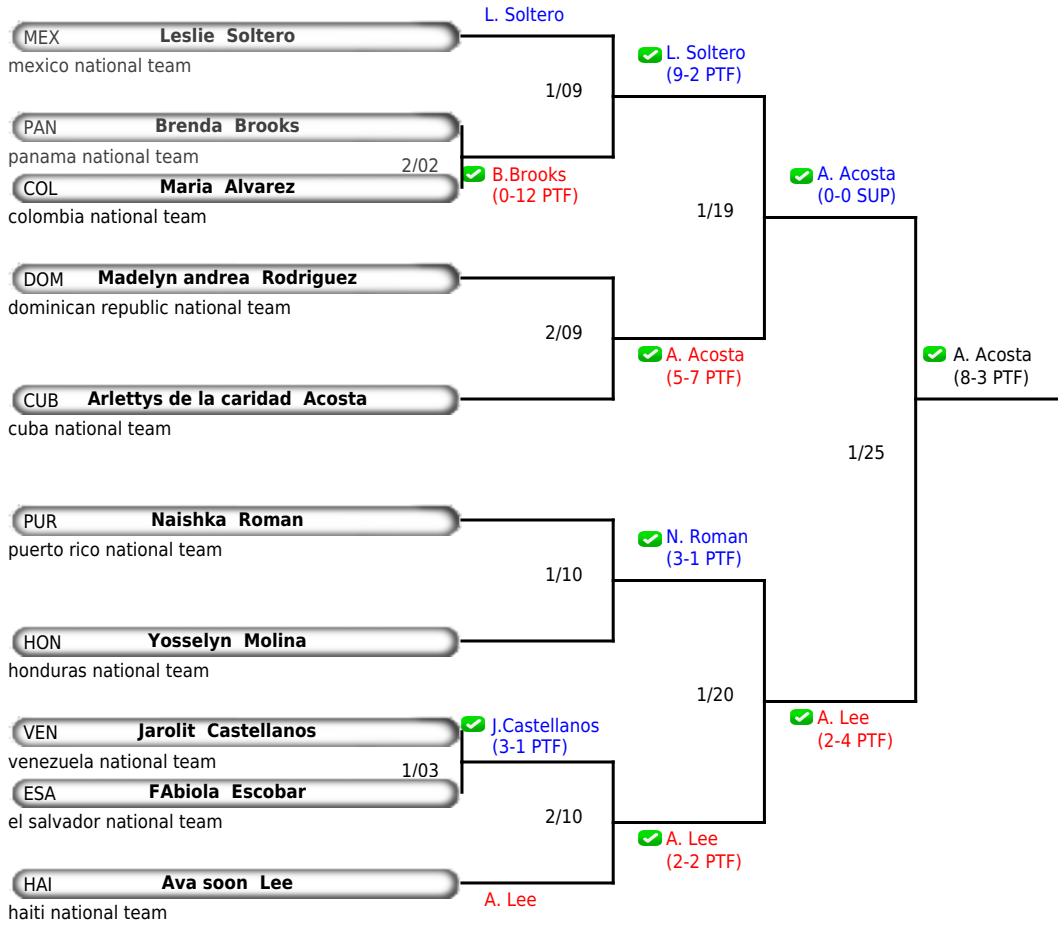 L. Soltero
MEX Leslie Soltero
mexico national team
L. Soltero
(9-2 PTF)
1/09
PAN Brenda Brooks
panama national team
2/02
B.Brooks
(0-12 PTF)
COL Maria Alvarez
colombia national team
A. Acosta
(0-0 SUP)
1/19
DOM Madelyn andrea Rodriguez
dominican republic national team
2/09
A. Acosta
(5-7 PTF)
A. Acosta
(8-3 PTF)
CUB Arlettys de la caridad Acosta
cuba national team
1/25
PUR Naishka Roman
puerto rico national team
N. Roman
(3-1 PTF)
1/10
HON Yosselyn Molina
honduras national team
1/20
VEN Jarolit Castellanos
venezuela national team
J.Castellanos
(3-1 PTF)
A. Lee
(2-4 PTF)
1/03
ESA FAbiola Escobar
el salvador national team
2/10
A. Lee
(2-2 PTF)
HAI Ava soon Lee
haiti national team
A. Lee